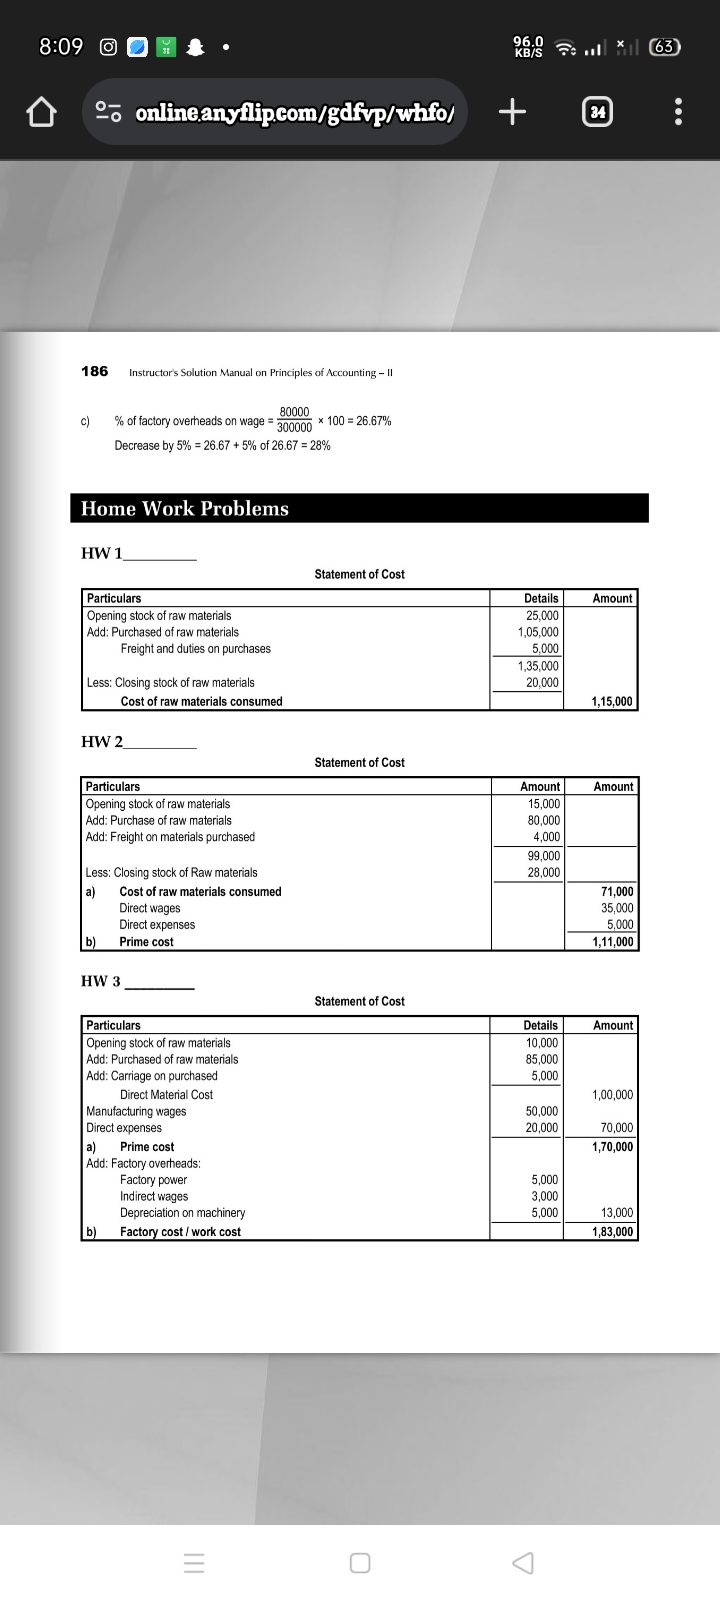 8:09
96.0
KB/S
63
online.anyflip.com/gdfvp/whfo/
34
186 Instructor's Solution Manual on Principles of Accounting – II
c) % of factory overheads on wage = 80000/300000 × 100 = 26.67%
Decrease by 5% = 26.67 + 5% of 26.67 = 28%
Home Work Problems
HW 1
Statement of Cost
Particulars Details Amount
Opening stock of raw materials 25,000
Add: Purchased of raw materials 1,05,000
Freight and duties on purchases 5,000
1,35,000
Less: Closing stock of raw materials 20,000
Cost of raw materials consumed 1,15,000
HW 2
Statement of Cost
Particulars Amount Amount
Opening stock of raw materials 15,000
Add: Purchase of raw materials 80,000
Add: Freight on materials purchased 4,000
99,000
Less: Closing stock of Raw materials 28,000
a) Cost of raw materials consumed 71,000
Direct wages 35,000
Direct expenses 5,000
b) Prime cost 1,11,000
HW 3
Statement of Cost
Particulars Details Amount
Opening stock of raw materials 10,000
Add: Purchased of raw materials 85,000
Add: Carriage on purchased 5,000
Direct Material Cost 1,00,000
Manufacturing wages 50,000
Direct expenses 20,000 70,000
a) Prime cost 1,70,000
Add: Factory overheads:
Factory power 5,000
Indirect wages 3,000
Depreciation on machinery 5,000 13,000
b) Factory cost / work cost 1,83,000